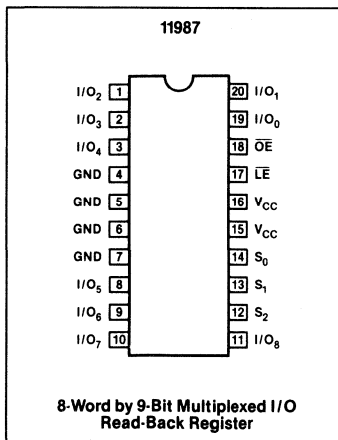 11987
I/O₂ 1 20 I/O₁
I/O₃ 2 19 I/O₀
I/O₄ 3 18 O̅E̅
GND 4 17 L̅E̅
GND 5 16 VCC
GND 6 15 VCC
GND 7 14 S₀
I/O₅ 8 13 S₁
I/O₆ 9 12 S₂
I/O₇ 10 11 I/O₈
8-Word by 9-Bit Multiplexed I/O
Read-Back Register